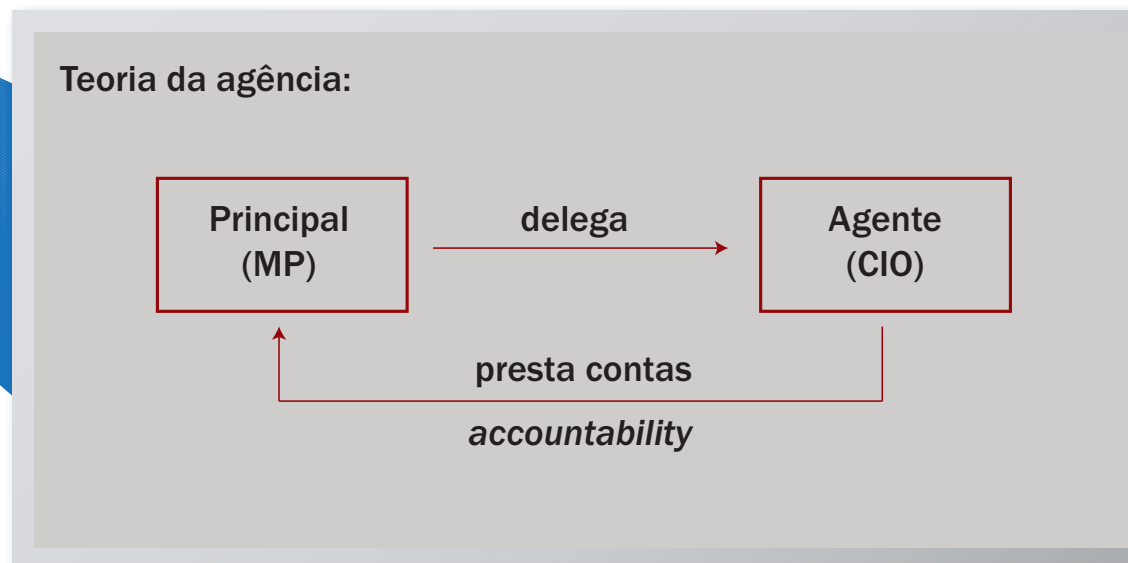 Teoria da agência:
Principal
(MP)
delega
Agente
(CIO)
presta contas
accountability